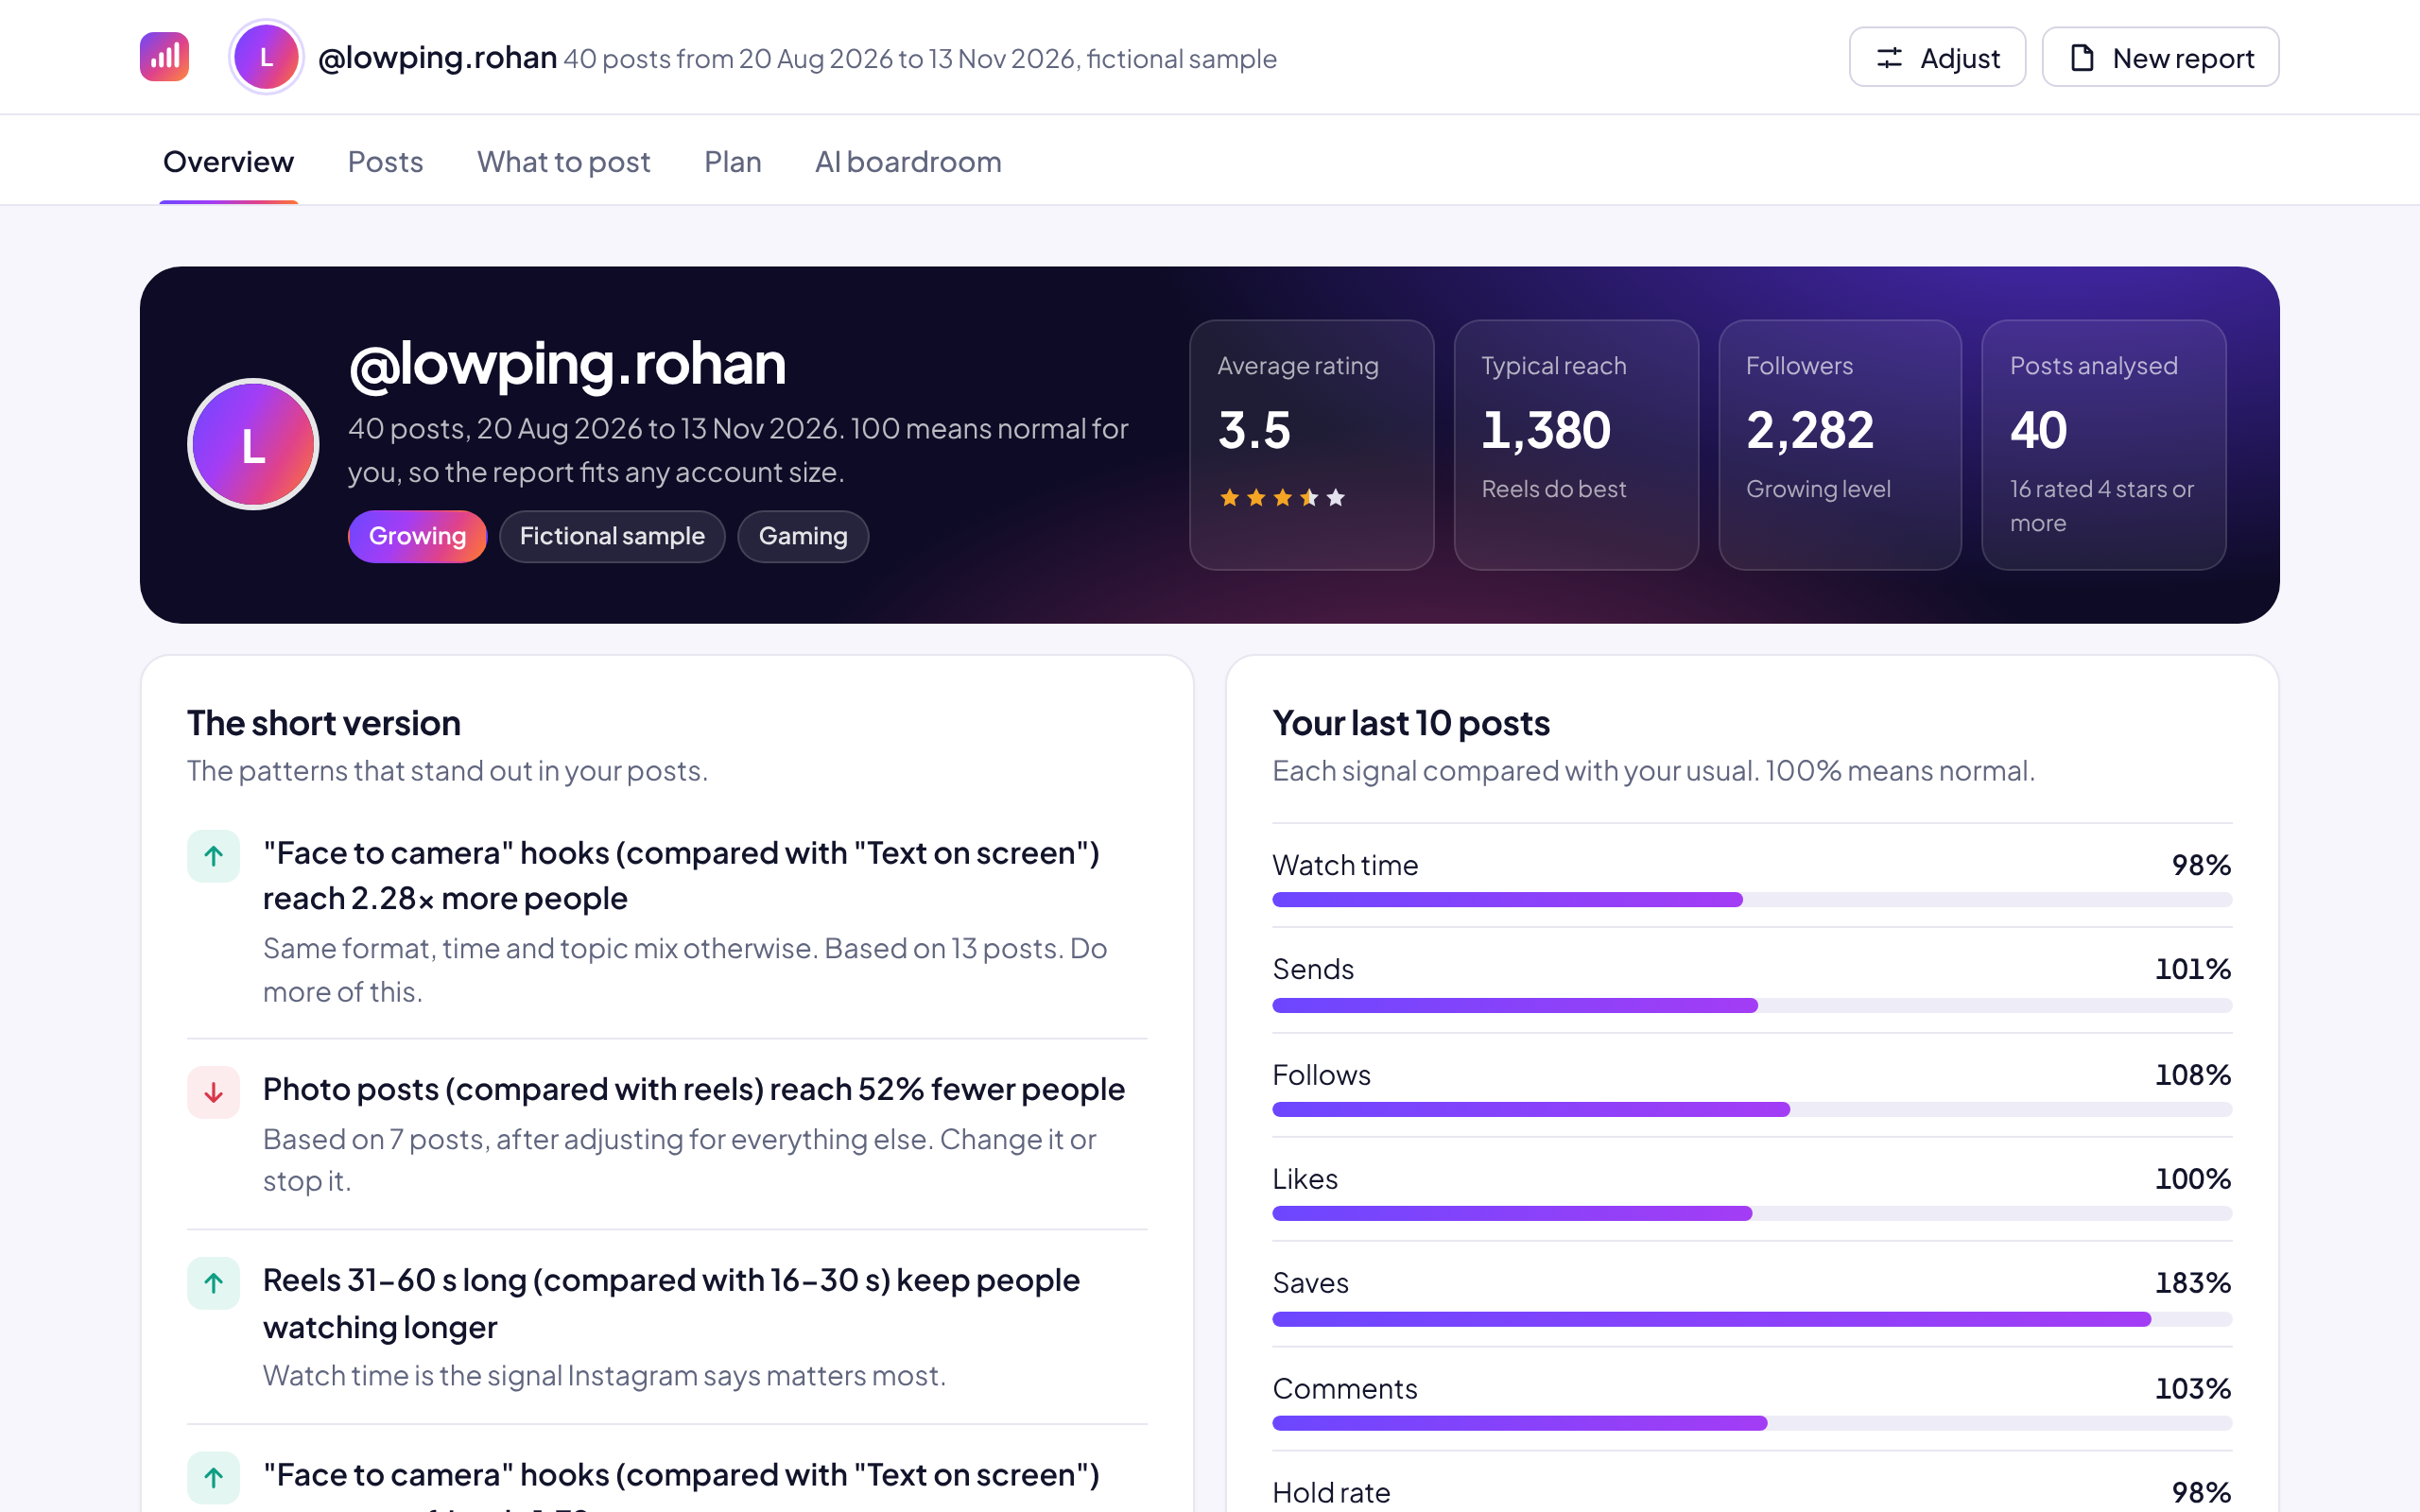 L @lowping.rohan 40 posts from 20 Aug 2026 to 13 Nov 2026, fictional sample
Adjust
New report
Overview
Posts
What to post
Plan
AI boardroom
L
@lowping.rohan
40 posts, 20 Aug 2026 to 13 Nov 2026. 100 means normal for
you, so the report fits any account size.
Growing
Fictional sample
Gaming
Average rating
3.5
Typical reach
1,380
Reels do best
Followers
2,282
Growing level
Posts analysed
40
16 rated 4 stars or
more
The short version
The patterns that stand out in your posts.
"Face to camera" hooks (compared with "Text on screen")
reach 2.28× more people
Same format, time and topic mix otherwise. Based on 13 posts. Do
more of this.
Photo posts (compared with reels) reach 52% fewer people
Based on 7 posts, after adjusting for everything else. Change it or
stop it.
Reels 31–60 s long (compared with 16–30 s) keep people
watching longer
Watch time is the signal Instagram says matters most.
"Face to camera" hooks (compared with "Text on screen")
Your last 10 posts
Each signal compared with your usual. 100% means normal.
Watch time 98%
Sends 101%
Follows 108%
Likes 100%
Saves 183%
Comments 103%
Hold rate 98%